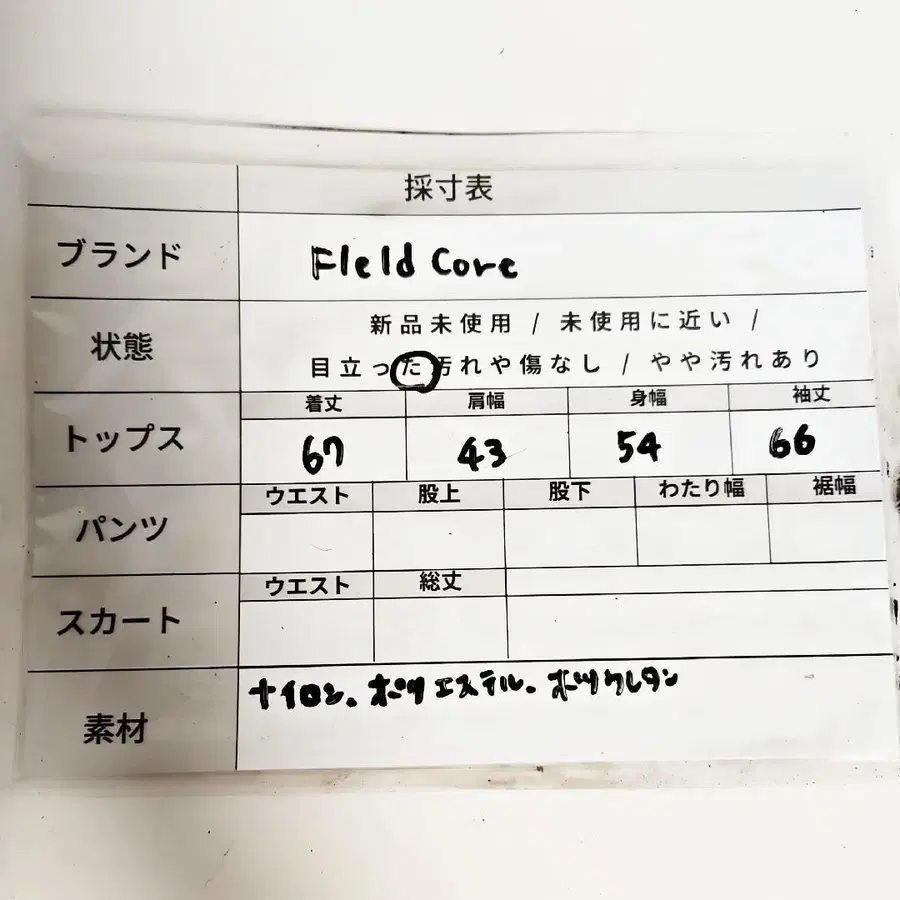 採寸表
ブランド Field Core
状態 新品未使用 / 未使用に近い /
目立った汚れや傷なし / やや汚れあり
トップス 着丈 肩幅 身幅 袖丈
67 43 54 66
パンツ ウエスト 股上 股下 わたり幅 裾幅
スカート ウエスト 総丈
素材 ナイロン。ポリエステル。ポリウレタン